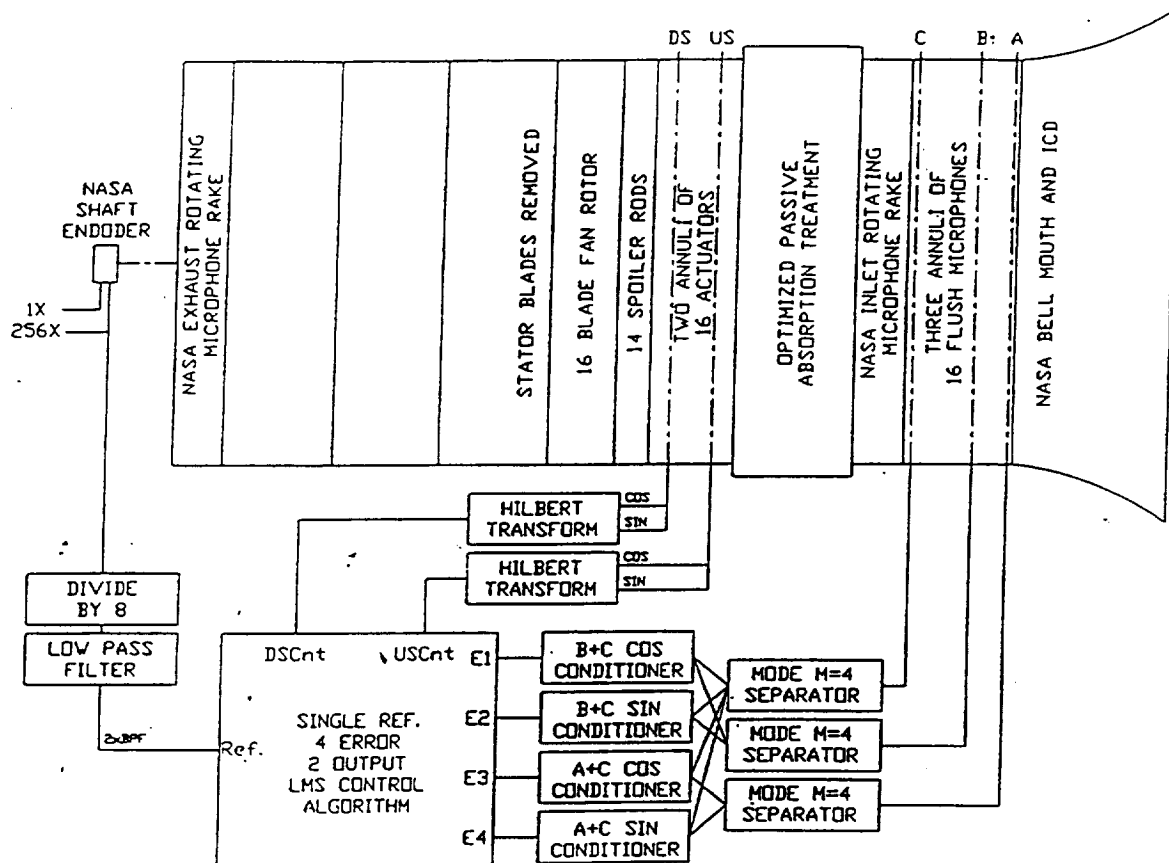 DS US C B: A
NASA
SHAFT
ENDODER
1X
256X
NASA EXHAUST ROTATING
MICROPHONE RAKE
STATOR BLADES REMOVED
16 BLADE FAN ROTOR
14 SPOILER RODS
TWO ANNULI OF
16 ACTUATORS
OPTIMIZED PASSIVE
ABSORPTION TREATMENT
NASA INLET ROTATING
MICROPHONE RAKE
THREE ANNULI OF
16 FLUSH MICROPHONES
NASA BELL MOUTH AND ICD
HILBERT
TRANSFORM
COS
SIN
HILBERT
TRANSFORM
COS
SIN
DIVIDE
BY 8
LOW PASS
FILTER
2xBPF
Ref.
DSCnt
USCnt
E1
E2
E3
E4
SINGLE REF.
4 ERROR
2 OUTPUT
LMS CONTROL
ALGORITHM
B+C COS
CONDITIONER
B+C SIN
CONDITIONER
A+C COS
CONDITIONER
A+C SIN
CONDITIONER
MODE M=4
SEPARATOR
MODE M=4
SEPARATOR
MODE M=4
SEPARATOR